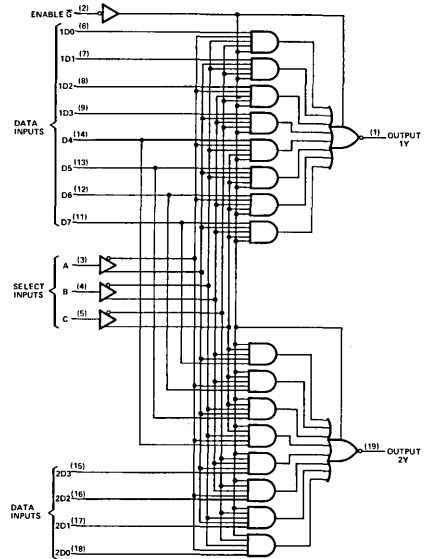 ENABLE G (2)
1D0 (6)
1D1 (7)
1D2 (8)
1D3 (9)
DATA
INPUTS
D4 (14)
D5 (13)
D6 (12)
D7 (11)
(1) OUTPUT
1Y
SELECT
INPUTS
A (3)
B (4)
C (5)
(19) OUTPUT
2Y
DATA
INPUTS
2D3 (15)
2D2 (16)
2D1 (17)
2D0 (18)